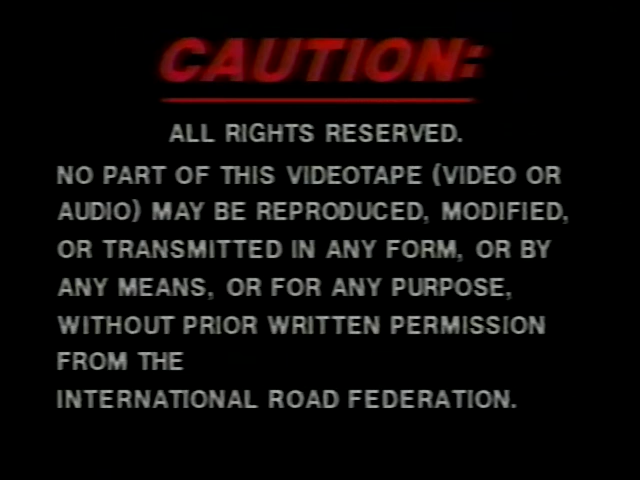 CAUTION:
ALL RIGHTS RESERVED.
NO PART OF THIS VIDEOTAPE (VIDEO OR
AUDIO) MAY BE REPRODUCED, MODIFIED,
OR TRANSMITTED IN ANY FORM, OR BY
ANY MEANS, OR FOR ANY PURPOSE,
WITHOUT PRIOR WRITTEN PERMISSION
FROM THE
INTERNATIONAL ROAD FEDERATION.